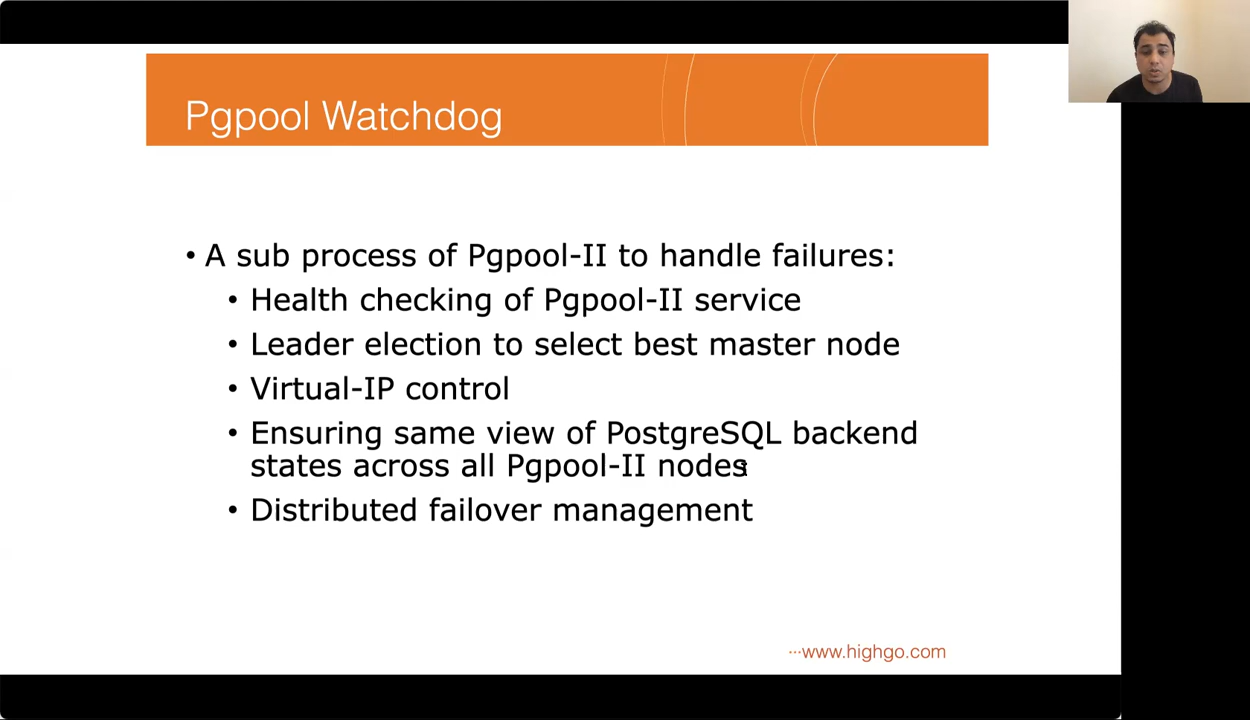 Pgpool Watchdog
• A sub process of Pgpool-II to handle failures:
• Health checking of Pgpool-II service
• Leader election to select best master node
• Virtual-IP control
• Ensuring same view of PostgreSQL backend
states across all Pgpool-II nodes
• Distributed failover management
···www.highgo.com